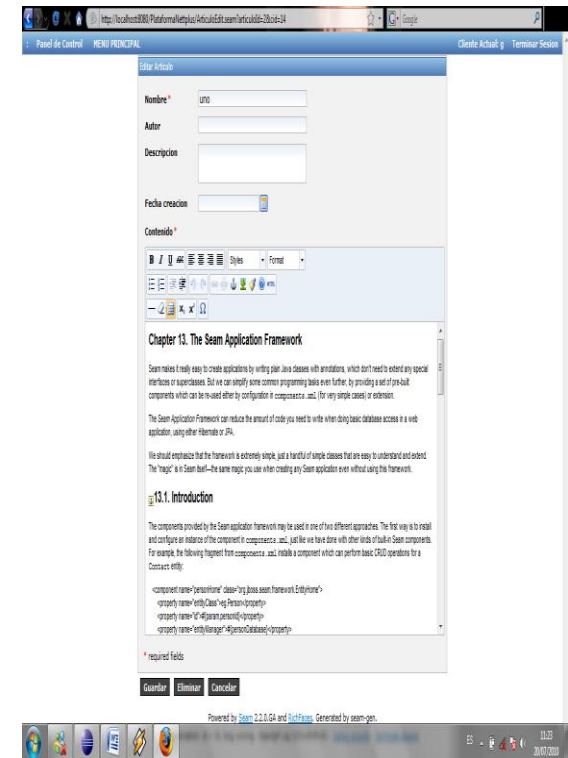 http://localhost:8080/PlataformaNettplus/ArticuloEdit.seam?articuloId=2&cid=14
Google
Panel de Control MENU PRINCIPAL Cliente Actual: g Terminar Sesion
Editar Articulo
Nombre * uno
Autor
Descripcion
Fecha creacion
Contenido *
B I U ABC Styles Format
HTML
Chapter 13. The Seam Application Framework
Seam makes it really easy to create applications by writing plain Java classes with annotations, which don't need to extend any special
interfaces or superclasses. But we can simplify some common programming tasks even further, by providing a set of pre-built
components which can be re-used either by configuration in components.xml (for very simple cases) or extension.
The Seam Application Framework can reduce the amount of code you need to write when doing basic database access in a web
application, using either Hibernate or JPA.
We should emphasize that the framework is extremely simple, just a handful of simple classes that are easy to understand and extend.
The "magic" is in Seam itself—the same magic you use when creating any Seam application even without using this framework.
13.1. Introduction
The components provided by the Seam application framework may be used in one of two different approaches. The first way is to install
and configure an instance of the component in components.xml, just like we have done with other kinds of built-in Seam components.
For example, the following fragment from components.xml installs a component which can perform basic CRUD operations for a
Contact entity:
<component name="personHome" class="org.jboss.seam.framework.EntityHome">
<property name="entityClass">eg.Person</property>
<property name="id">#{param.personId}</property>
<property name="entityManager">#{personDatabase}</property>
* required fields
Guardar Eliminar Cancelar
Powered by Seam 2.2.0.GA and RichFaces. Generated by seam-gen.
ES 11:23
20/07/2010